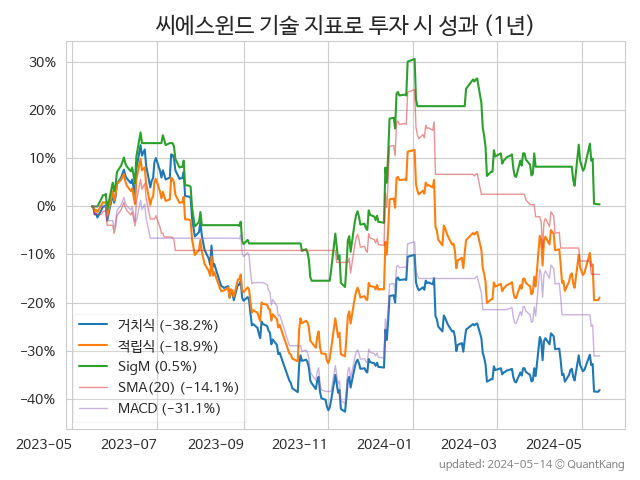 씨에스윈드 기술 지표로 투자 시 성과 (1년)
30%
20%
10%
0%
−10%
−20%
−30%
−40%
거치식 (−38.2%)
적립식 (−18.9%)
SigM (0.5%)
SMA(20) (−14.1%)
MACD (−31.1%)
2023-05 2023-07 2023-09 2023-11 2024-01 2024-03 2024-05
updated: 2024-05-14 © QuantKang